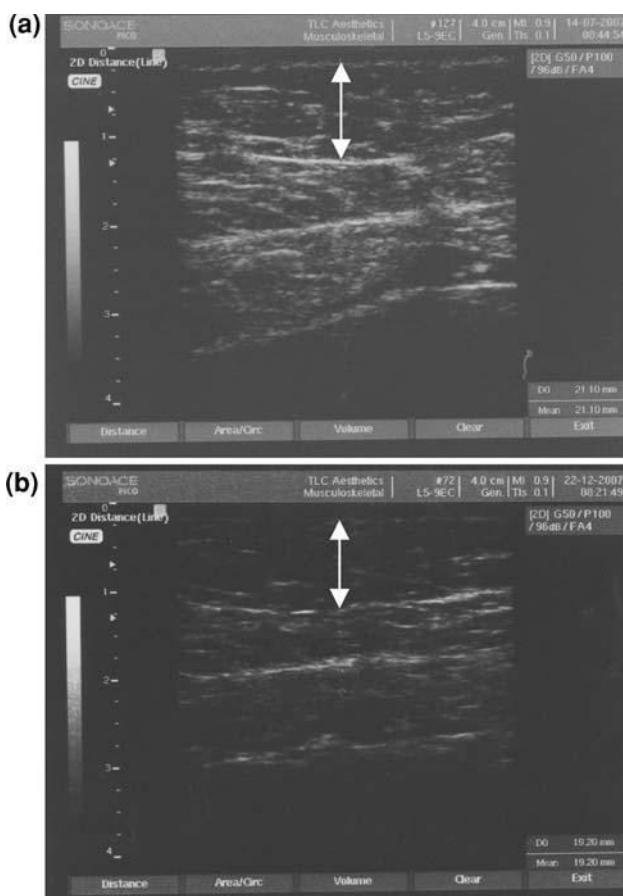 (a)
SONOACE PICO
TLC Aesthetics
Musculoskeletal
#127
L5-9EC
4.0 cm
Gen.
MI 0.9
TIs 0.1
14-07-2007
08:44:54
2D Distance(Line)
CINE
[2D] G50/P100
/96dB/FA4
0
1
2
3
4
D0 21.10 mm
Mean 21.10 mm
Distance Area/Circ Volume Clear Exit
(b)
SONOACE PICO
TLC Aesthetics
Musculoskeletal
#72
L5-9EC
4.0 cm
Gen.
MI 0.9
TIs 0.1
22-12-2007
08:21:49
2D Distance(Line)
CINE
[2D] G50/P100
/96dB/FA4
0
1
2
3
4
D0 19.20 mm
Mean 19.20 mm
Distance Area/Circ Volume Clear Exit